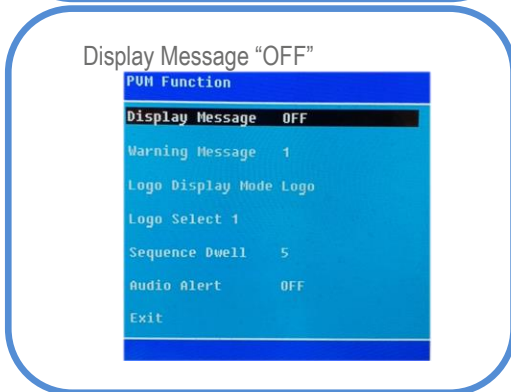 Display Message “OFF”
PVM Function
Display Message OFF
Warning Message 1
Logo Display Mode Logo
Logo Select 1
Sequence Dwell 5
Audio Alert OFF
Exit